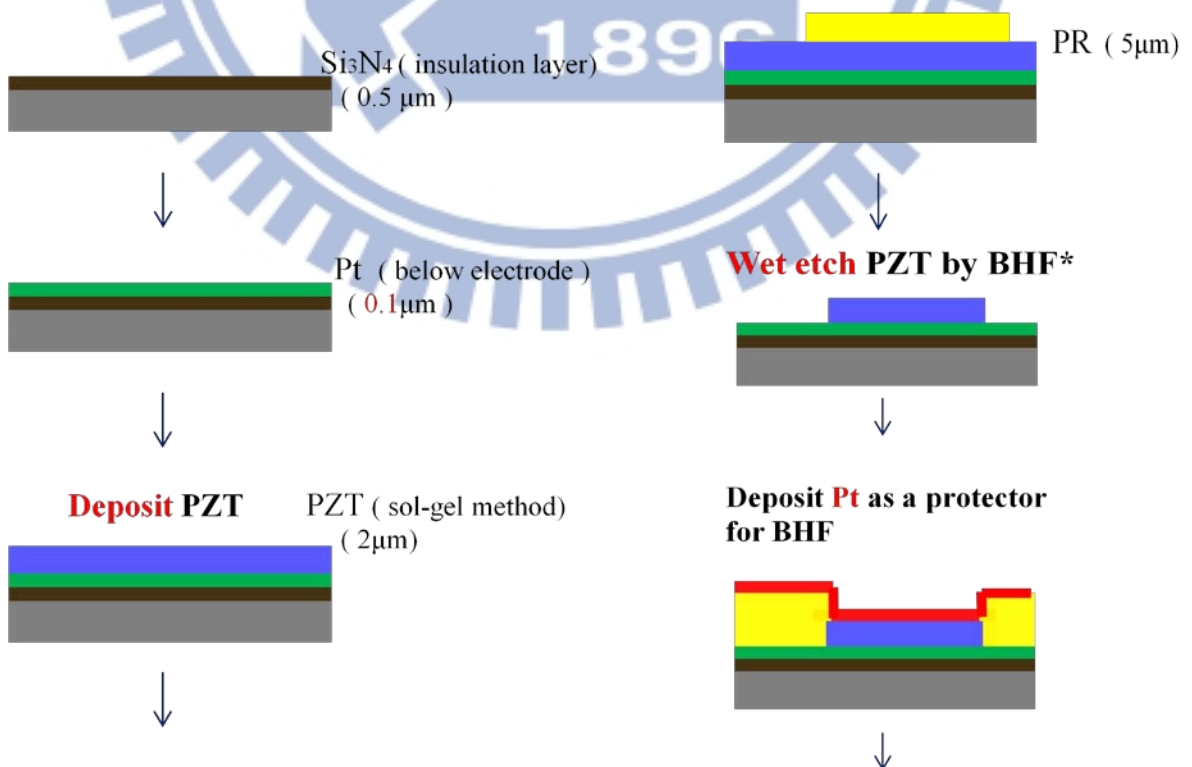 Si₃N₄ ( insulation layer)
( 0.5 μm )
Pt ( below electrode )
( 0.1μm )
Deposit PZT
PZT ( sol-gel method)
( 2μm)
1896
PR ( 5μm)
Wet etch PZT by BHF*
Deposit Pt as a protector
for BHF